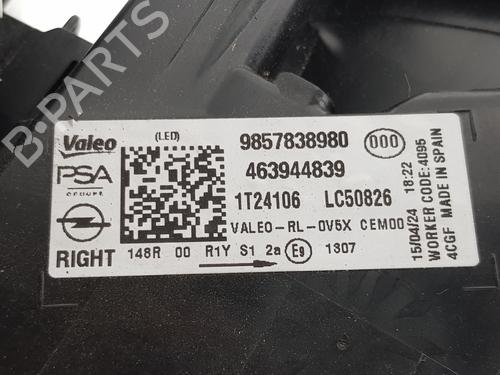 B-PARTS
Valeo
(LED)
9857838980
000
PSA
GROUPE
463944839
1T24106 LC50826
VALEO-RL-OV5X CEM00
RIGHT
148R 00 R1Y S1 2a E9 1307
15/04/24 18:22
WORKER CODE:4095
4CGF MADE IN SPAIN